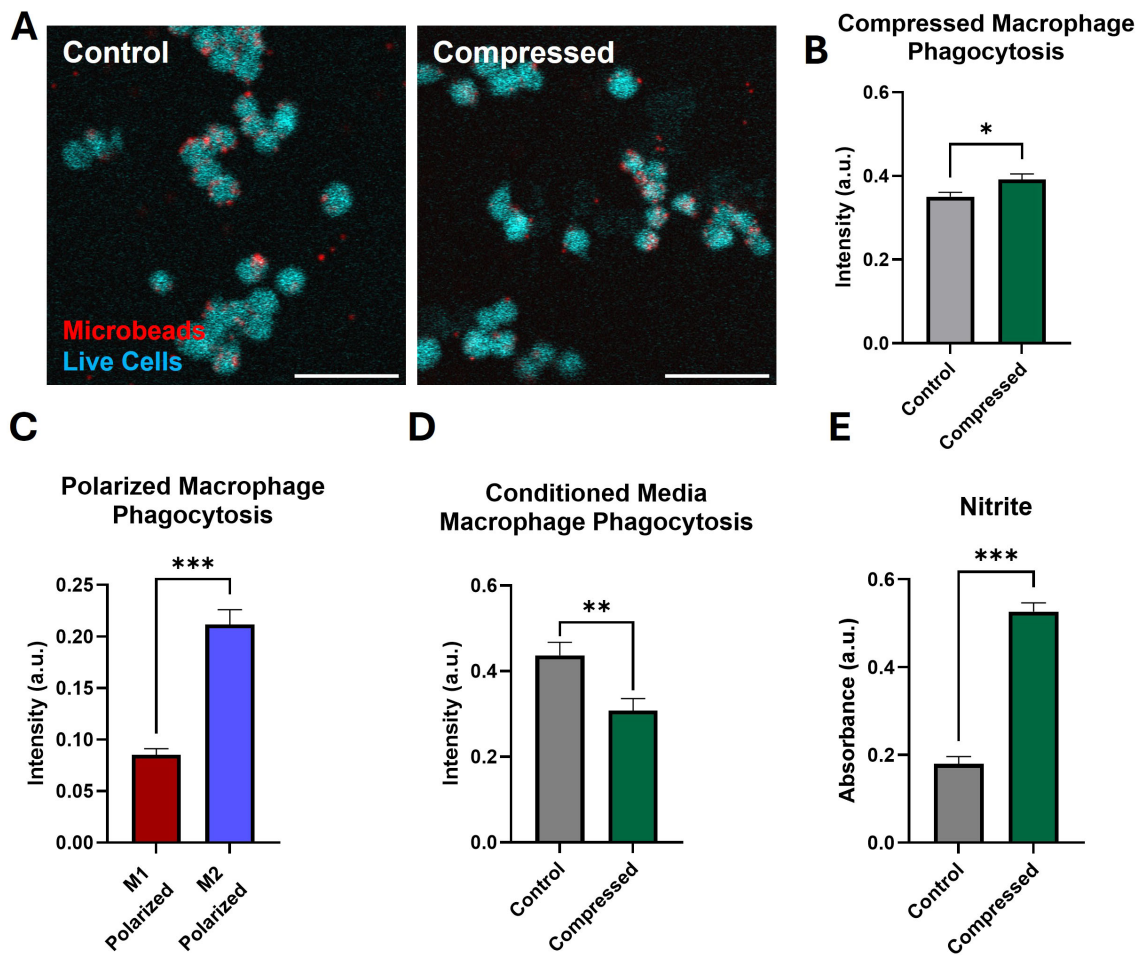 A
Control
Microbeads
Live Cells
Compressed
B
Compressed Macrophage
Phagocytosis
Intensity (a.u.)
0.6
0.4
0.2
0.0
*
Control
Compressed
C
Polarized Macrophage
Phagocytosis
Intensity (a.u.)
0.25
0.20
0.15
0.10
0.05
0.00
***
M1
Polarized
M2
Polarized
D
Conditioned Media
Macrophage Phagocytosis
Intensity (a.u.)
0.6
0.4
0.2
0.0
**
Control
Compressed
E
Nitrite
Absorbance (a.u.)
0.6
0.4
0.2
0.0
***
Control
Compressed